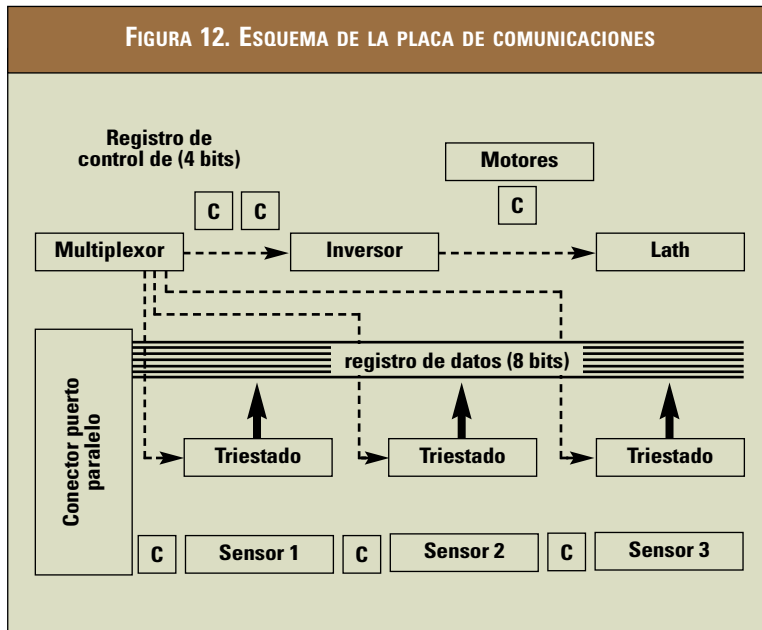 FIGURA 12. ESQUEMA DE LA PLACA DE COMUNICACIONES
Registro de
control de (4 bits)
Motores
C
C
C
Multiplexor
Inversor
Lath
registro de datos (8 bits)
Conector puerto
paralelo
Triestado
Triestado
Triestado
C
Sensor 1
C
Sensor 2
C
Sensor 3